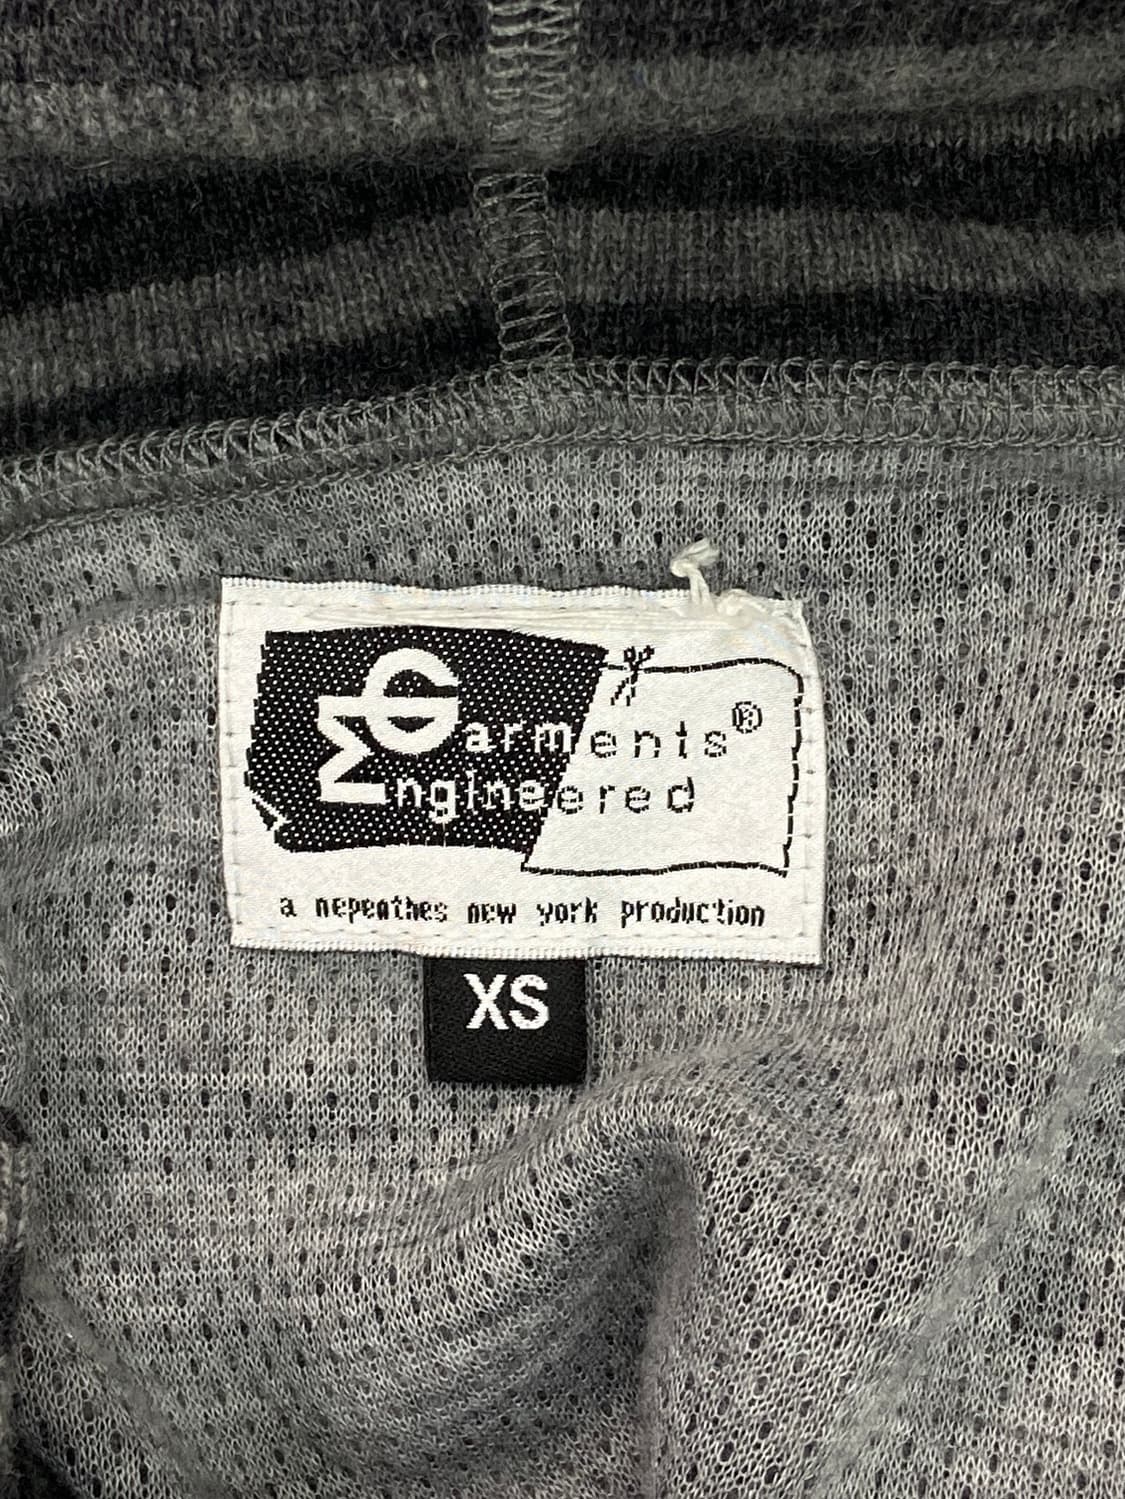 Garments®
Engineered
a nepenthes new york production
XS